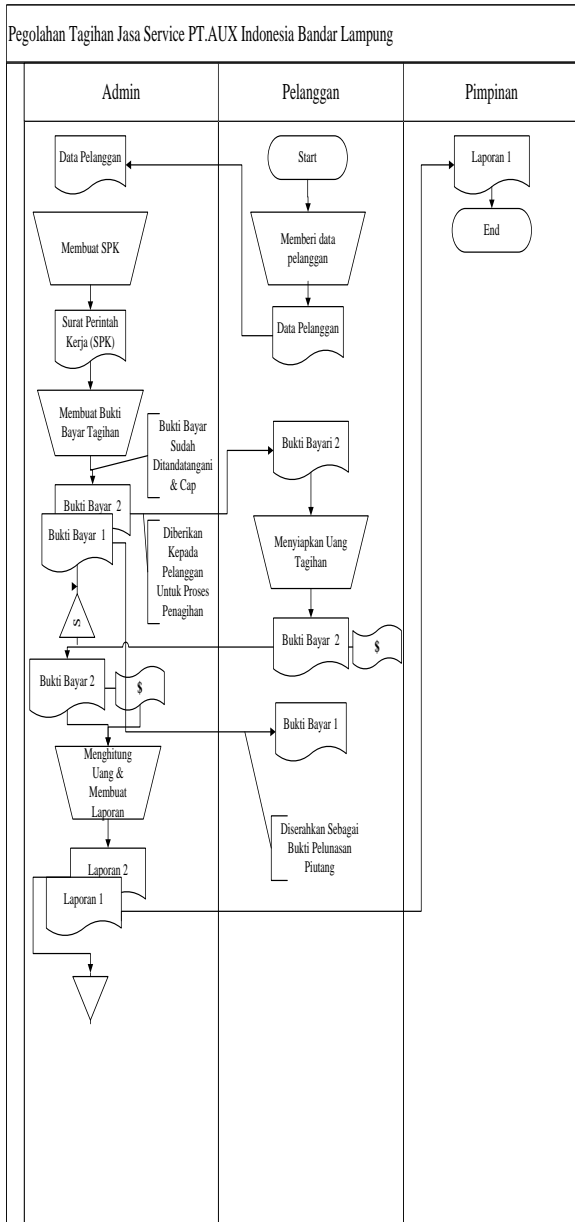 Pegolahan Tagihan Jasa Service PT.AUX Indonesia Bandar Lampung
Admin
Pelanggan
Pimpinan
Data Pelanggan
Start
Laporan 1
Membuat SPK
Memberi data
pelanggan
End
Surat Perintah
Kerja (SPK)
Data Pelanggan
Membuat Bukti
Bayar Tagihan
Bukti Bayar
Sudah
Ditandatangani
& Cap
Bukti Bayari 2
Bukti Bayar 2
Bukti Bayar 1
Diberikan
Kepada
Pelanggan
Untuk Proses
Penagihan
Menyiapkan Uang
Tagihan
S
Bukti Bayar 2
$
Bukti Bayar 2
$
Bukti Bayar 1
Menghitung
Uang &
Membuat
Laporan
Diserahkan Sebagai
Bukti Pelunasan
Piutang
Laporan 2
Laporan 1